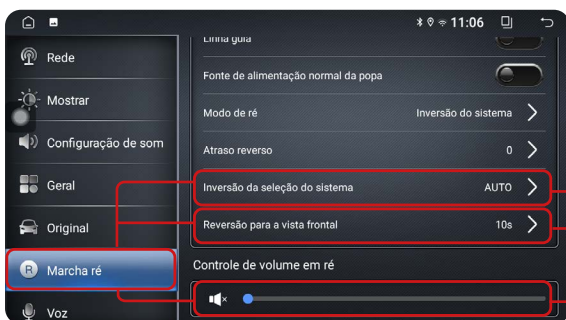 11:06
Rede
Mostrar
Configuração de som
Geral
Original
R Marcha ré
Voz
Linha guia
Fonte de alimentação normal da popa
Modo de ré Inversão do sistema
Atraso reverso 0
Inversão da seleção do sistema AUTO
Reversão para a vista frontal 10s
Controle de volume em ré